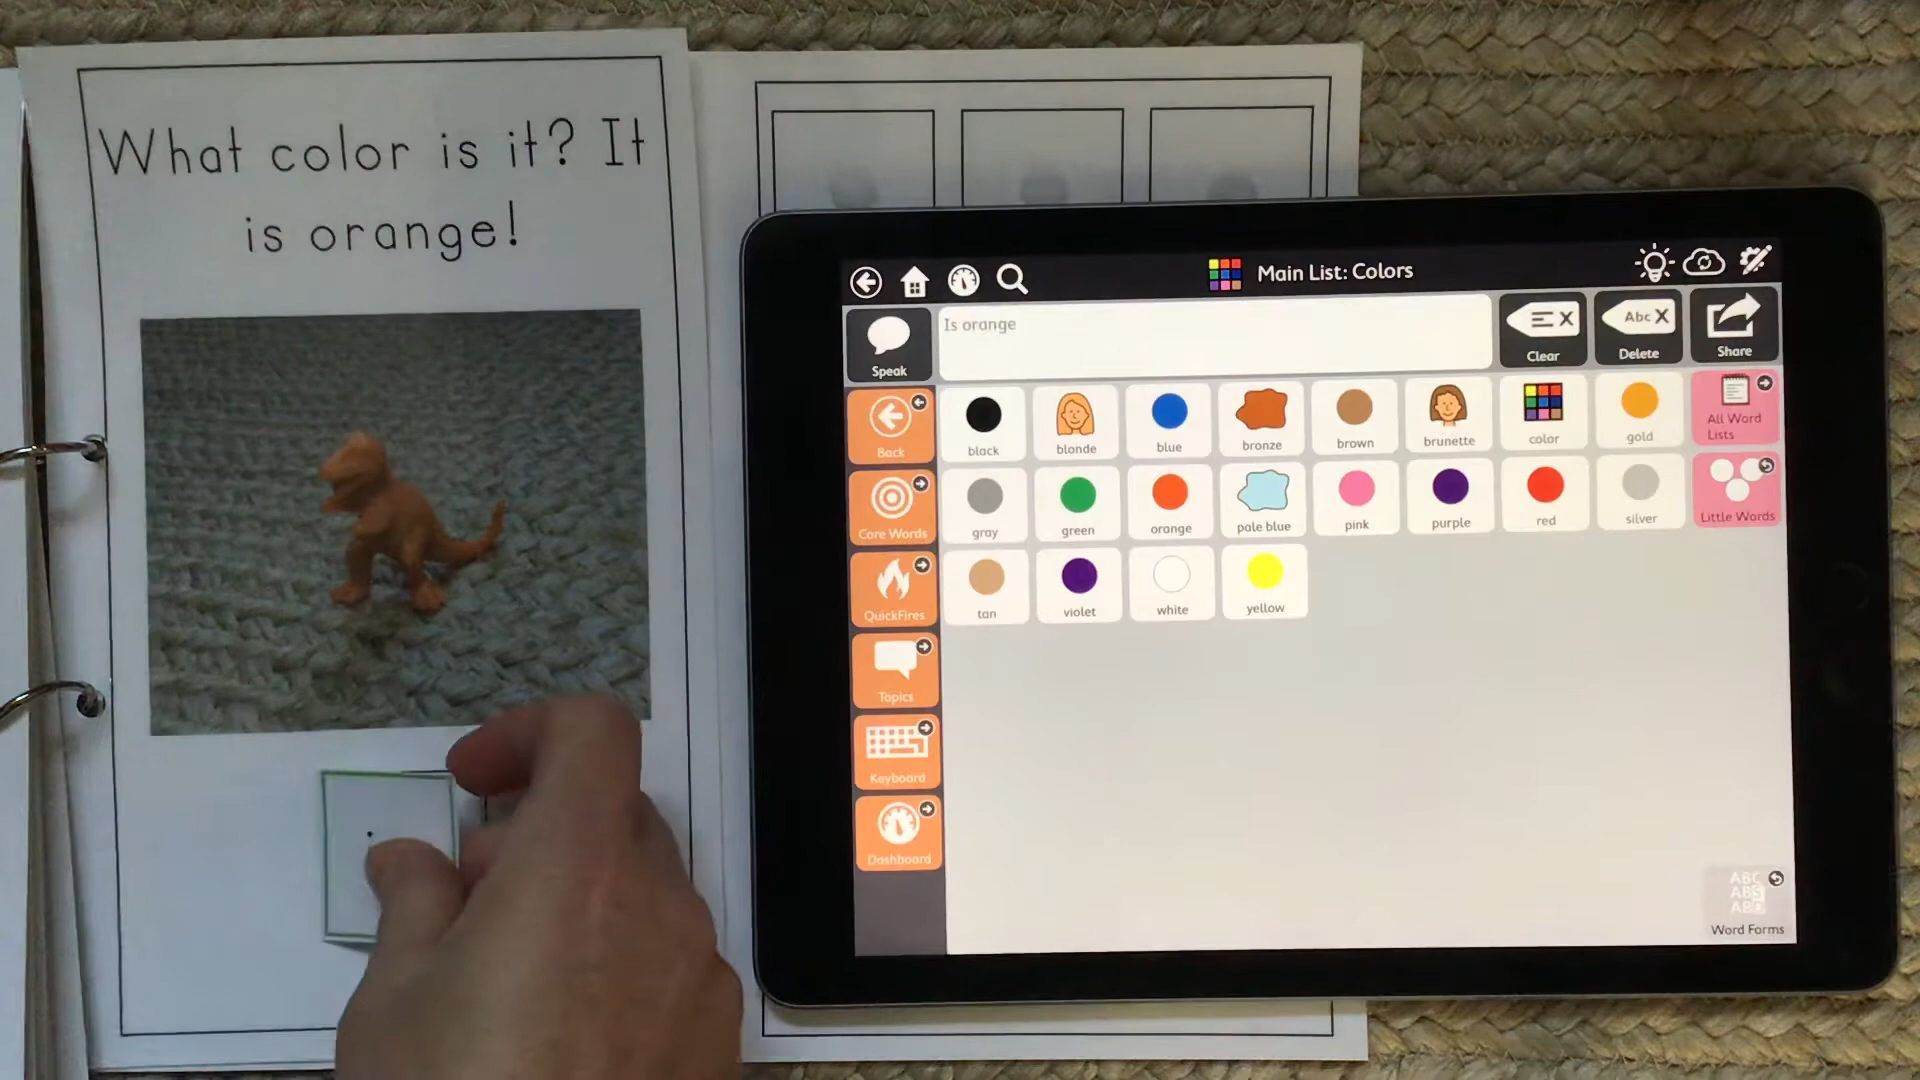 What color is it? It
is orange!
Main List: Colors
Speak
Is orange
Clear
Abc X
Delete
Share
Back
black
blonde
blue
bronze
brown
brunette
color
gold
All Word
Lists
Core Words
gray
green
orange
pale blue
pink
purple
red
silver
Little Words
QuickFires
tan
violet
white
yellow
Topics
Keyboard
Dashboard
ABC
ABS
Word Forms